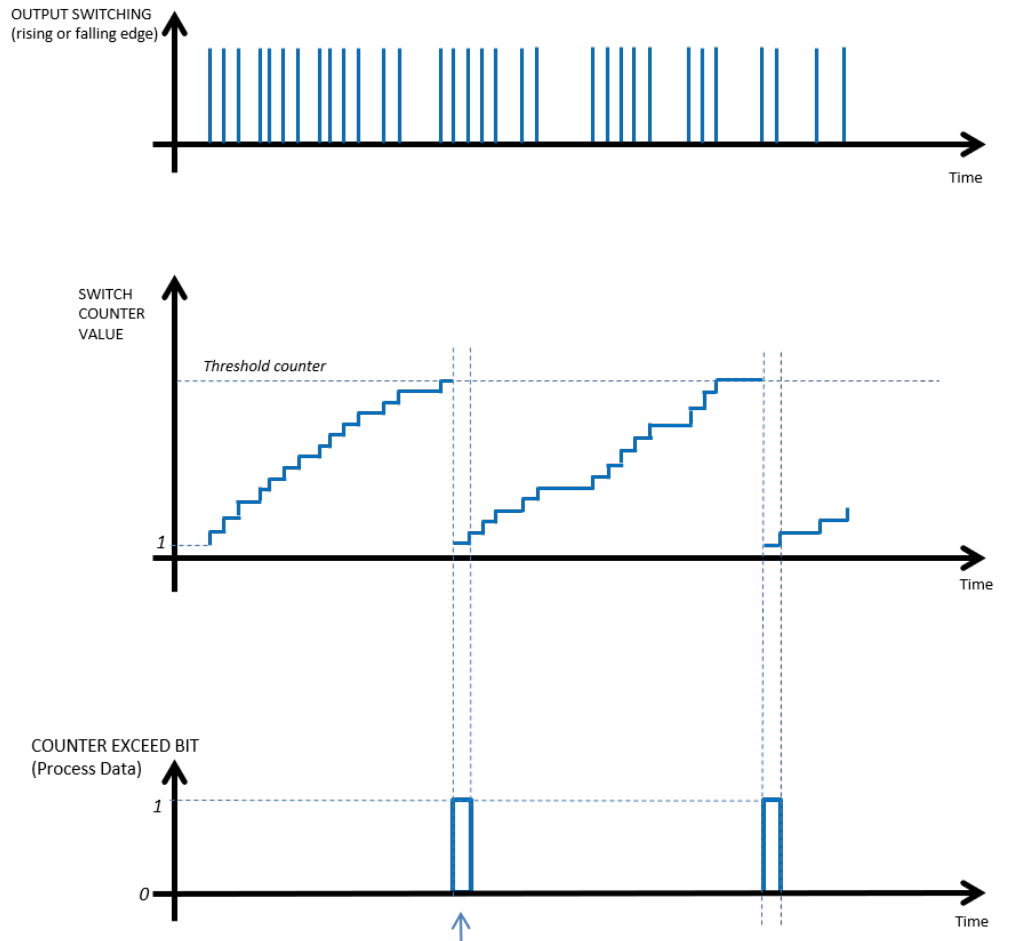 OUTPUT SWITCHING
(rising or falling edge)
Time
SWITCH
COUNTER
VALUE
Threshold counter
1
Time
COUNTER EXCEED BIT
(Process Data)
1
0
Time